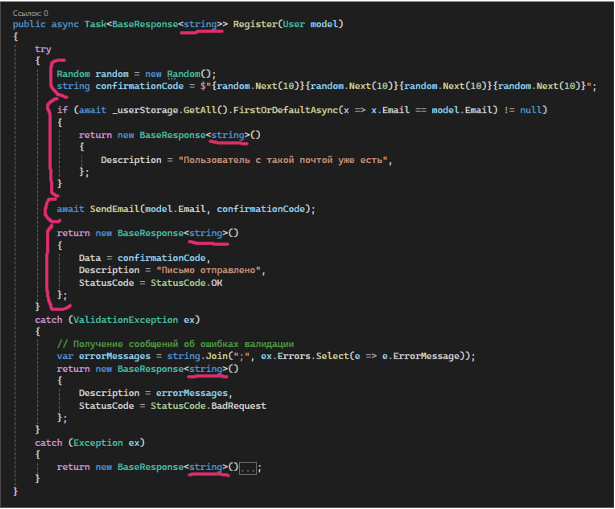 Ссылок: 0
public async Task<BaseResponse<string>> Register(User model)
{
try
{
Random random = new Random();
string confirmationCode = $"{random.Next(10)}{random.Next(10)}{random.Next(10)}{random.Next(10)}";
if (await _userStorage.GetAll().FirstOrDefaultAsync(x => x.Email == model.Email) != null)
{
return new BaseResponse<string>()
{
Description = "Пользователь с такой почтой уже есть",
};
}
await SendEmail(model.Email, confirmationCode);
return new BaseResponse<string>()
{
Data = confirmationCode,
Description = "Письмо отправлено",
StatusCode = StatusCode.OK
};
}
catch (ValidationException ex)
{
// Получение сообщений об ошибках валидации
var errorMessages = string.Join(";", ex.Errors.Select(e => e.ErrorMessage));
return new BaseResponse<string>()
{
Description = errorMessages,
StatusCode = StatusCode.BadRequest
};
}
catch (Exception ex)
{
return new BaseResponse<string>()...;
}
}